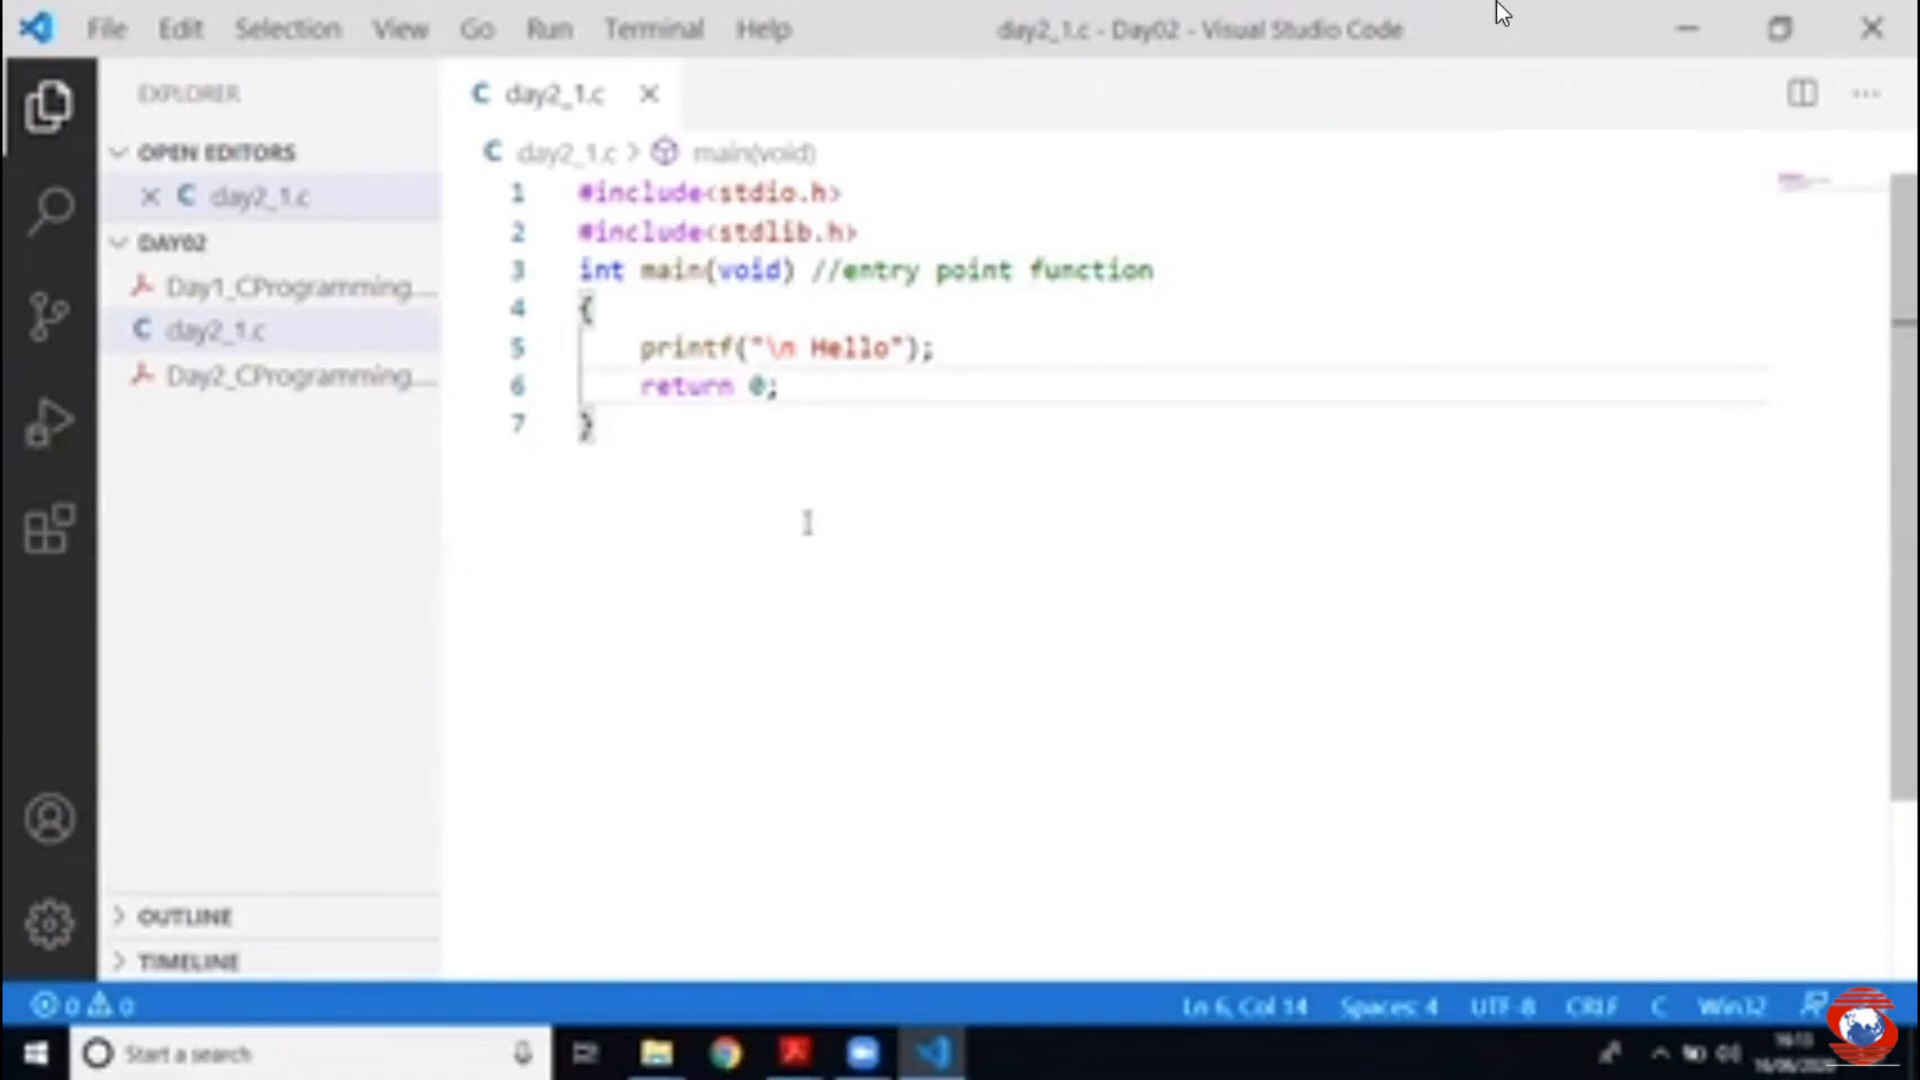 File Edit Selection View Go Run Terminal Help day2_1.c - Day02 - Visual Studio Code
EXPLORER
OPEN EDITORS
day2_1.c
DAY02
Day1_CProgramming...
day2_1.c
Day2_CProgramming...
OUTLINE
TIMELINE
day2_1.c
day2_1.c > main(void)
1 #include<stdio.h>
2 #include<stdlib.h>
3 int main(void) //entry point function
4 {
5 printf("\n Hello");
6 return 0;
7 }
0 0 Ln 6, Col 14 Spaces: 4 UTF-8 CRLF C Win32
Start a search